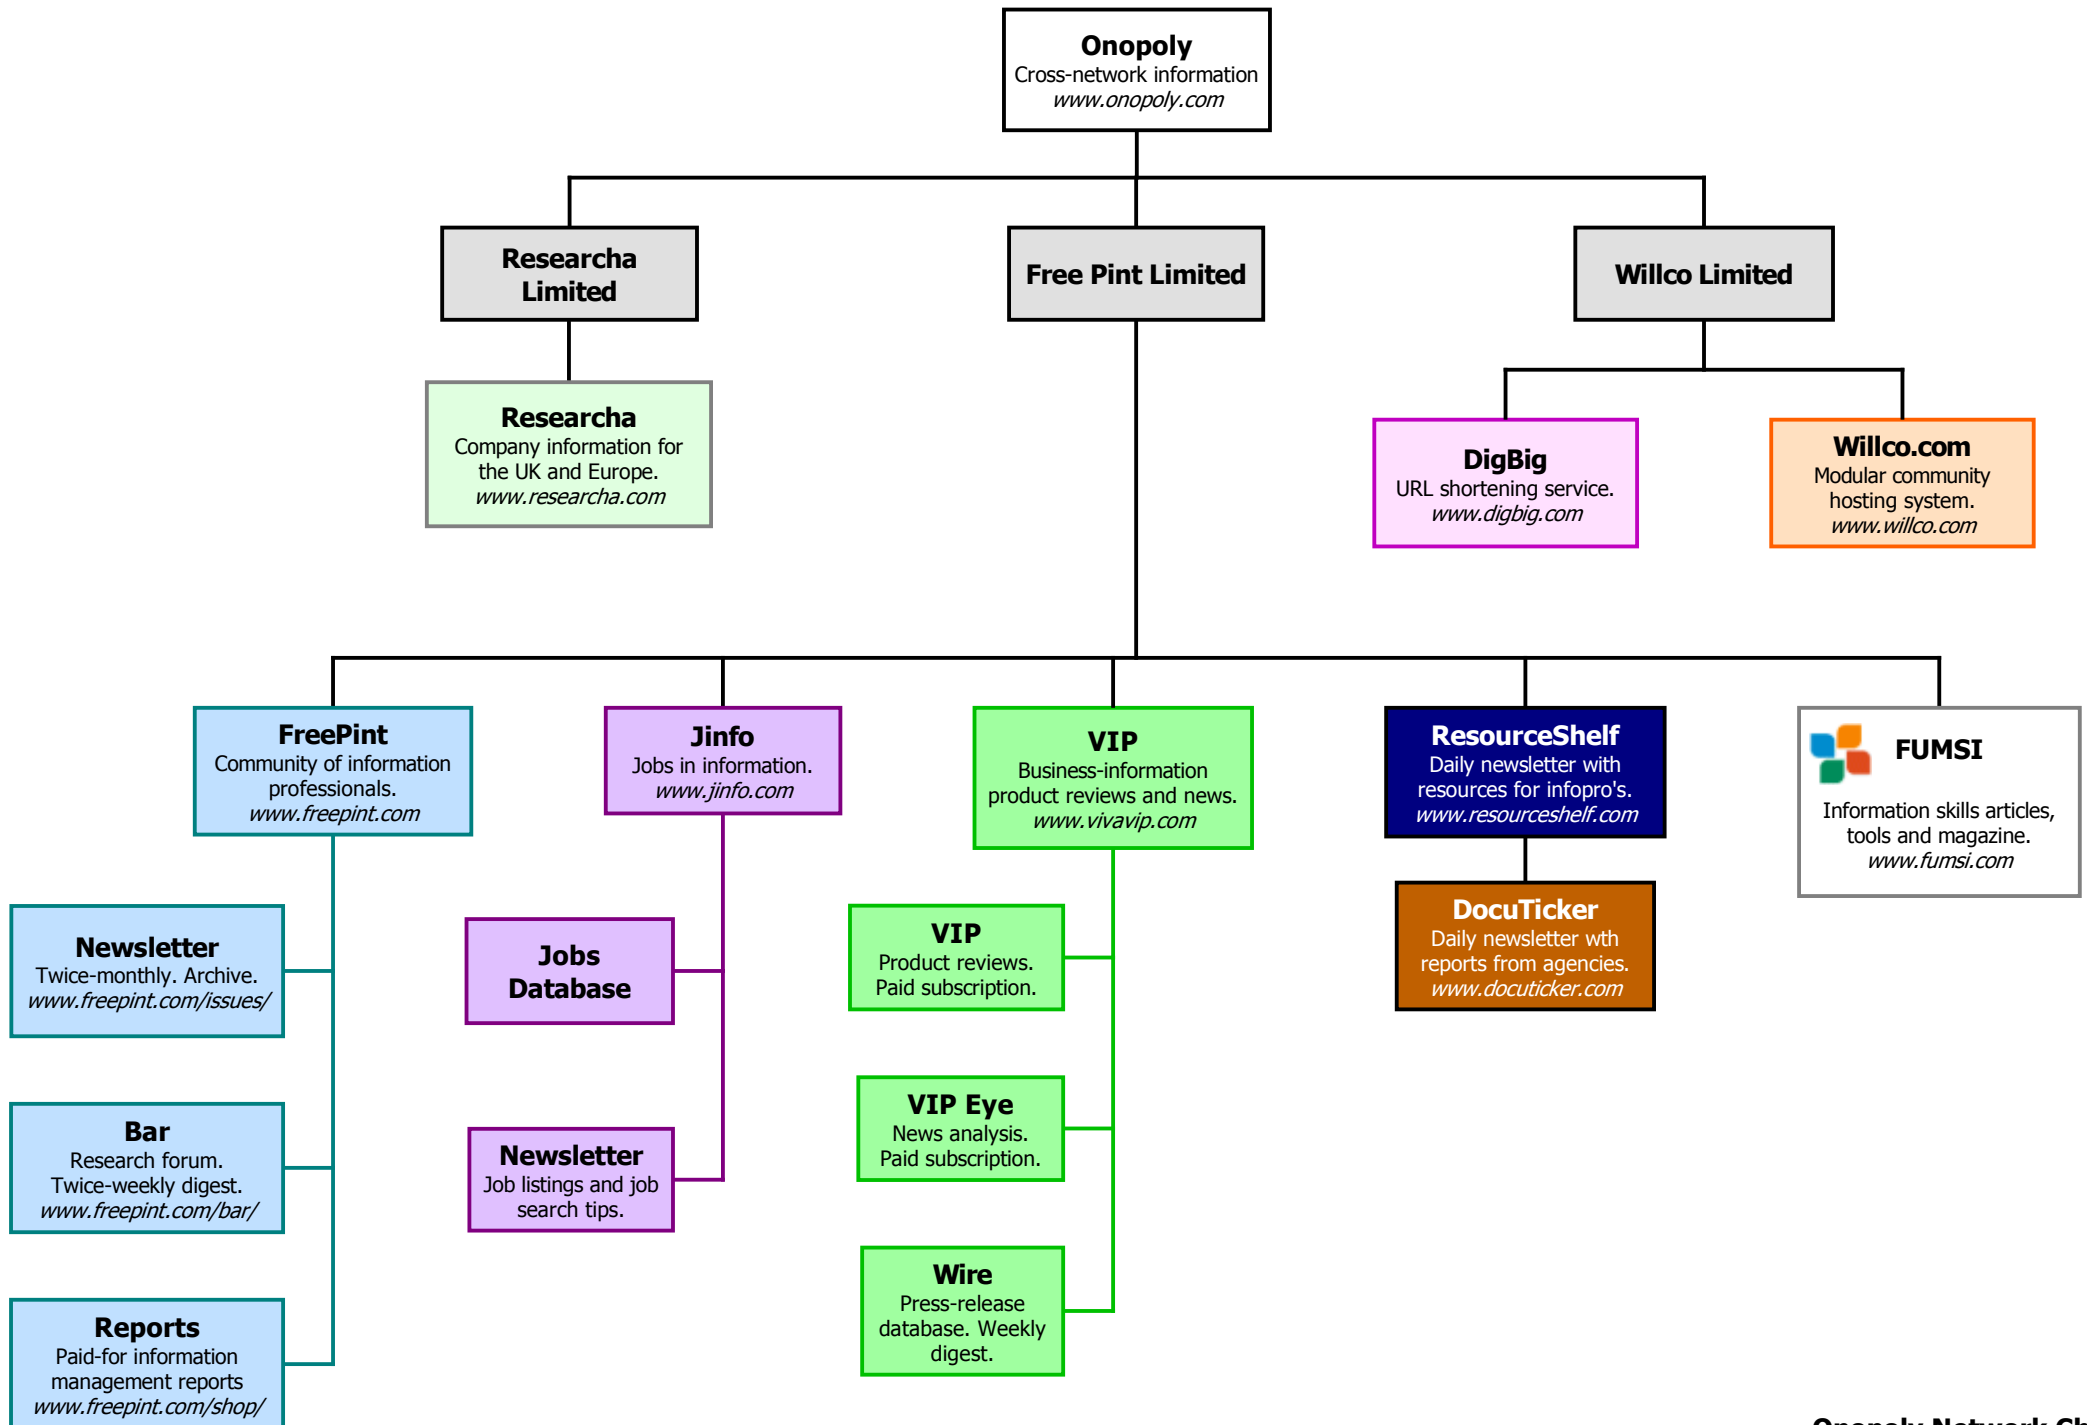 Onopoly
Cross-network information
www.onopoly.com
Researcha
Limited
Free Pint Limited
Willco Limited
Researcha
Company information for
the UK and Europe.
www.researcha.com
DigBig
URL shortening service.
www.digbig.com
Willco.com
Modular community
hosting system.
www.willco.com
FreePint
Community of information
professionals.
www.freepint.com
Jinfo
Jobs in information.
www.jinfo.com
VIP
Business-information
product reviews and news.
www.vivavip.com
ResourceShelf
Daily newsletter with
resources for infopro's.
www.resourceshelf.com
FUMSI
Information skills articles,
tools and magazine.
www.fumsi.com
Newsletter
Twice-monthly. Archive.
www.freepint.com/issues/
Jobs
Database
VIP
Product reviews.
Paid subscription.
DocuTicker
Daily newsletter wth
reports from agencies.
www.docuticker.com
Bar
Research forum.
Twice-weekly digest.
www.freepint.com/bar/
Newsletter
Job listings and job
search tips.
VIP Eye
News analysis.
Paid subscription.
Reports
Paid-for information
management reports
www.freepint.com/shop/
Wire
Press-release
database. Weekly
digest.
Onopoly Network